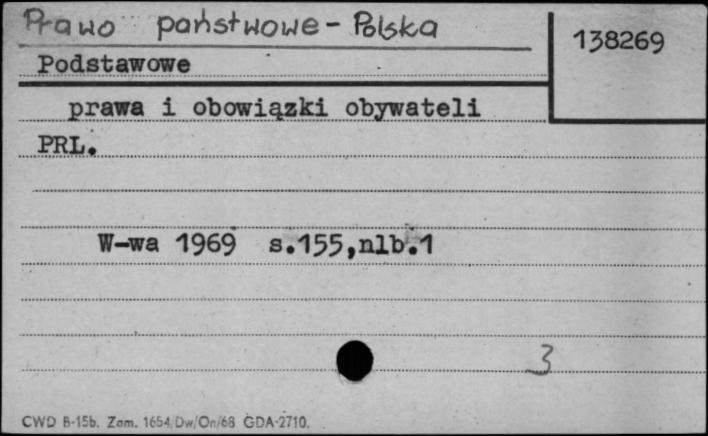 Prawo państwowe - Polska
138269
Podstawowe
prawa i obowiązki obywateli
PRL.
W-wa 1969 s.155,nlb.1
3
CWD B-15b. Zam. 1654/Dw/On/68 GDA-2710.